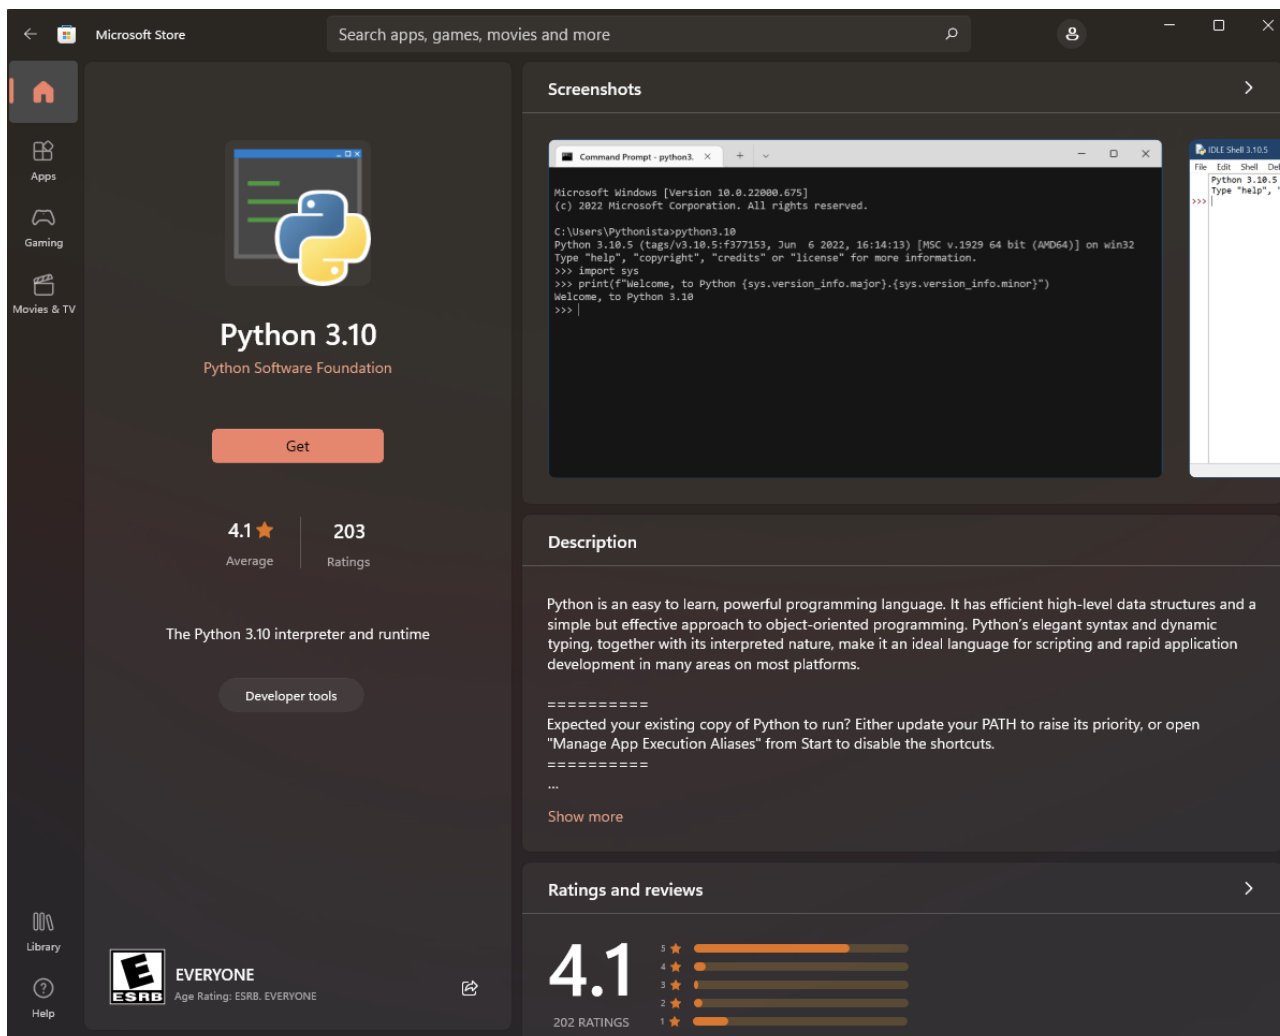 Microsoft Store
Search apps, games, movies and more
Apps
Gaming
Movies & TV
Library
Help
Python 3.10
Python Software Foundation
Get
4.1
Average
203
Ratings
The Python 3.10 interpreter and runtime
Developer tools
E
ESRB
EVERYONE
Age Rating: ESRB. EVERYONE
Screenshots
Command Prompt - python3.
Microsoft Windows [Version 10.0.22000.675]
(c) 2022 Microsoft Corporation. All rights reserved.
C:\Users\Pythonista>python3.10
Python 3.10.5 (tags/v3.10.5:f377153, Jun  6 2022, 16:14:13) [MSC v.1929 64 bit (AMD64)] on win32
Type "help", "copyright", "credits" or "license" for more information.
>>> import sys
>>> print(f"Welcome, to Python {sys.version_info.major}.{sys.version_info.minor}")
Welcome, to Python 3.10
>>>
IDLE Shell 3.10.5
File Edit Shell De
Python 3.10.5
Type "help", "
>>>
Description
Python is an easy to learn, powerful programming language. It has efficient high-level data structures and a
simple but effective approach to object-oriented programming. Python's elegant syntax and dynamic
typing, together with its interpreted nature, make it an ideal language for scripting and rapid application
development in many areas on most platforms.
==========
Expected your existing copy of Python to run? Either update your PATH to raise its priority, or open
"Manage App Execution Aliases" from Start to disable the shortcuts.
==========
...
Show more
Ratings and reviews
4.1
202 RATINGS
5
4
3
2
1